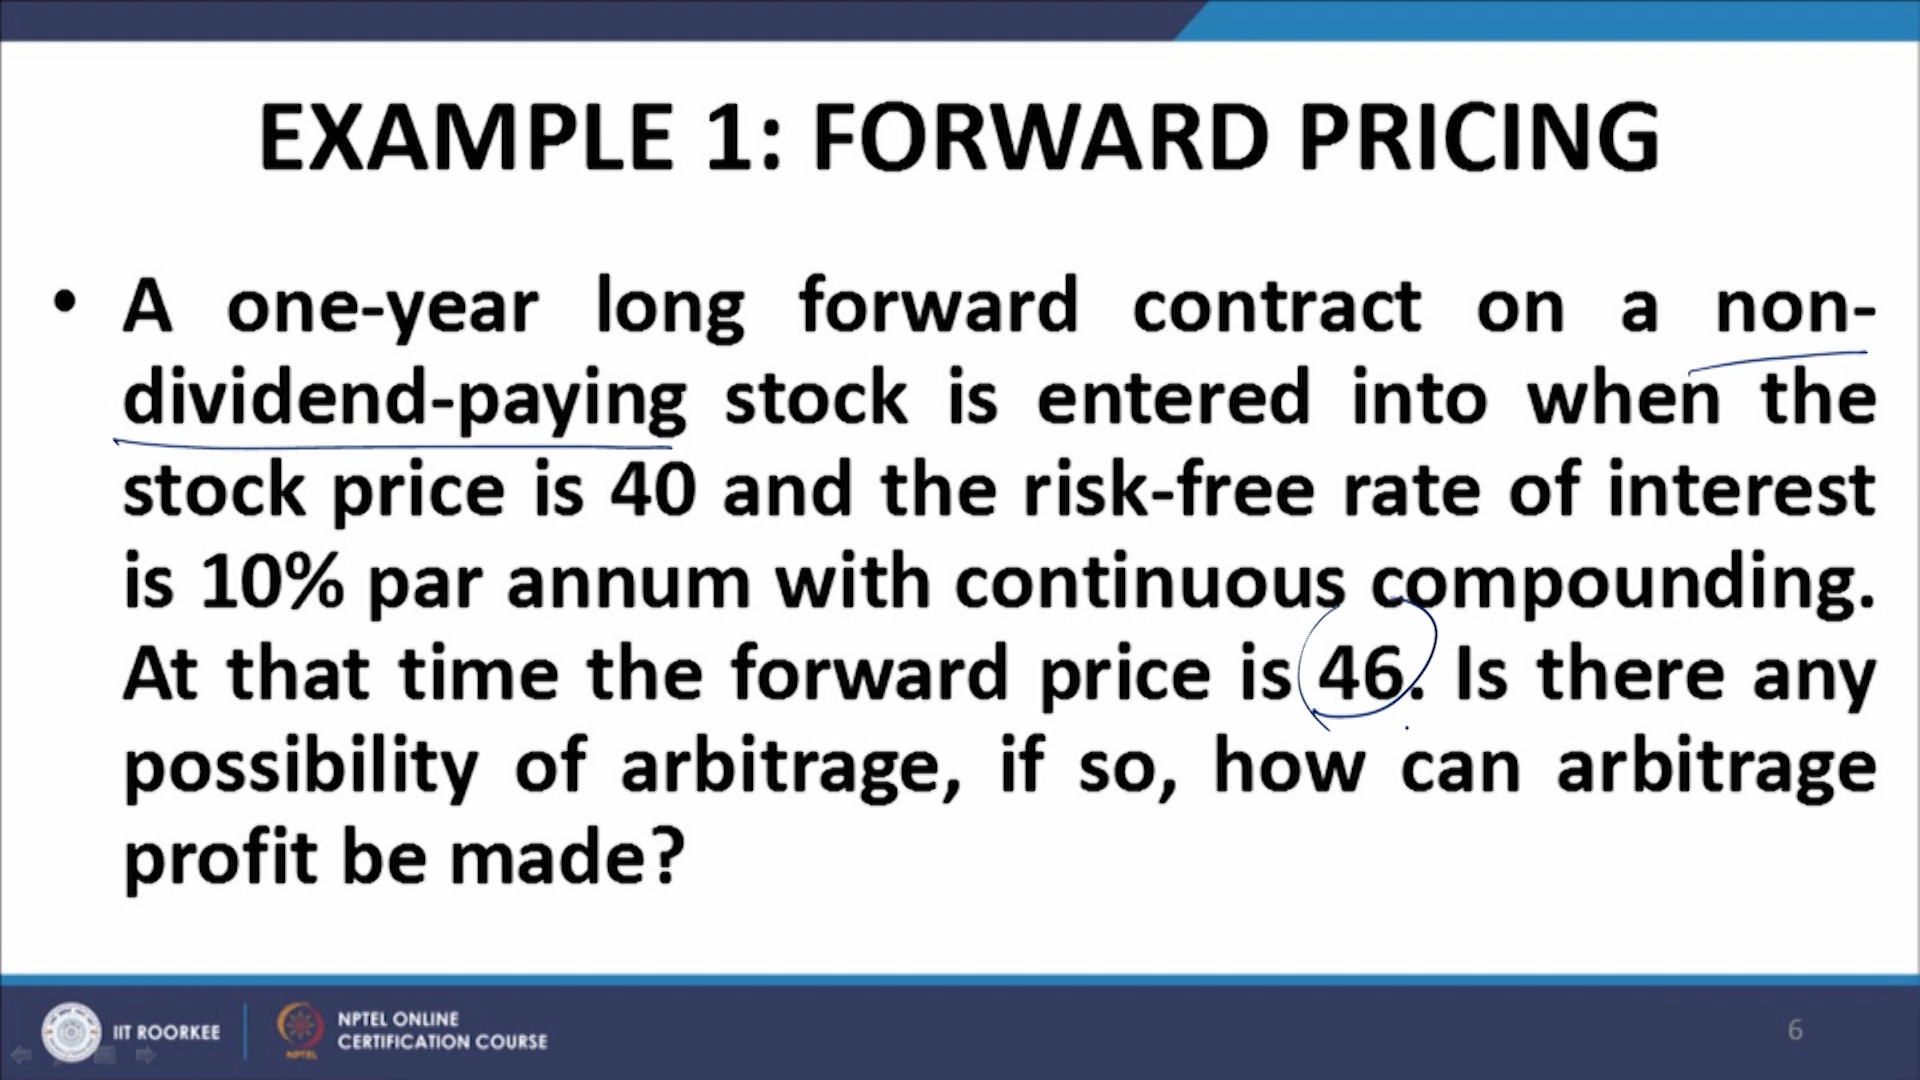 EXAMPLE 1: FORWARD PRICING
• A one-year long forward contract on a non-
dividend-paying stock is entered into when the
stock price is 40 and the risk-free rate of interest
is 10% par annum with continuous compounding.
At that time the forward price is 46. Is there any
possibility of arbitrage, if so, how can arbitrage
profit be made?
IIT ROORKEE
NPTEL
NPTEL ONLINE
CERTIFICATION COURSE
6